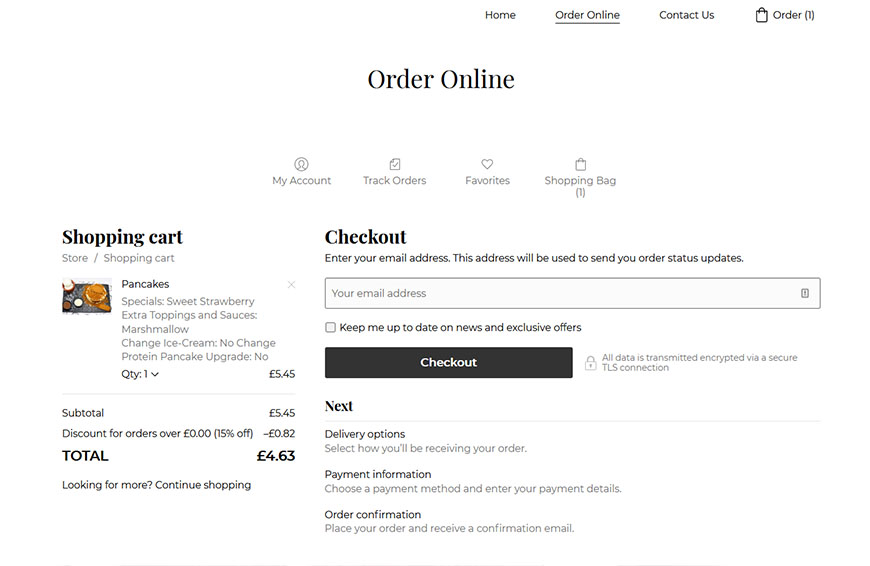 Home Order Online Contact Us Order (1)
Order Online
My Account Track Orders Favorites Shopping Bag
(1)
Shopping cart
Store / Shopping cart
Pancakes
Specials: Sweet Strawberry
Extra Toppings and Sauces:
Marshmallow
Change Ice-Cream: No Change
Protein Pancake Upgrade: No
Qty: 1 £5.45
Subtotal £5.45
Discount for orders over £0.00 (15% off) –£0.82
TOTAL £4.63
Looking for more? Continue shopping
Checkout
Enter your email address. This address will be used to send you order status updates.
Your email address
Keep me up to date on news and exclusive offers
Checkout
All data is transmitted encrypted via a secure
TLS connection
Next
Delivery options
Select how you’ll be receiving your order.
Payment information
Choose a payment method and enter your payment details.
Order confirmation
Place your order and receive a confirmation email.